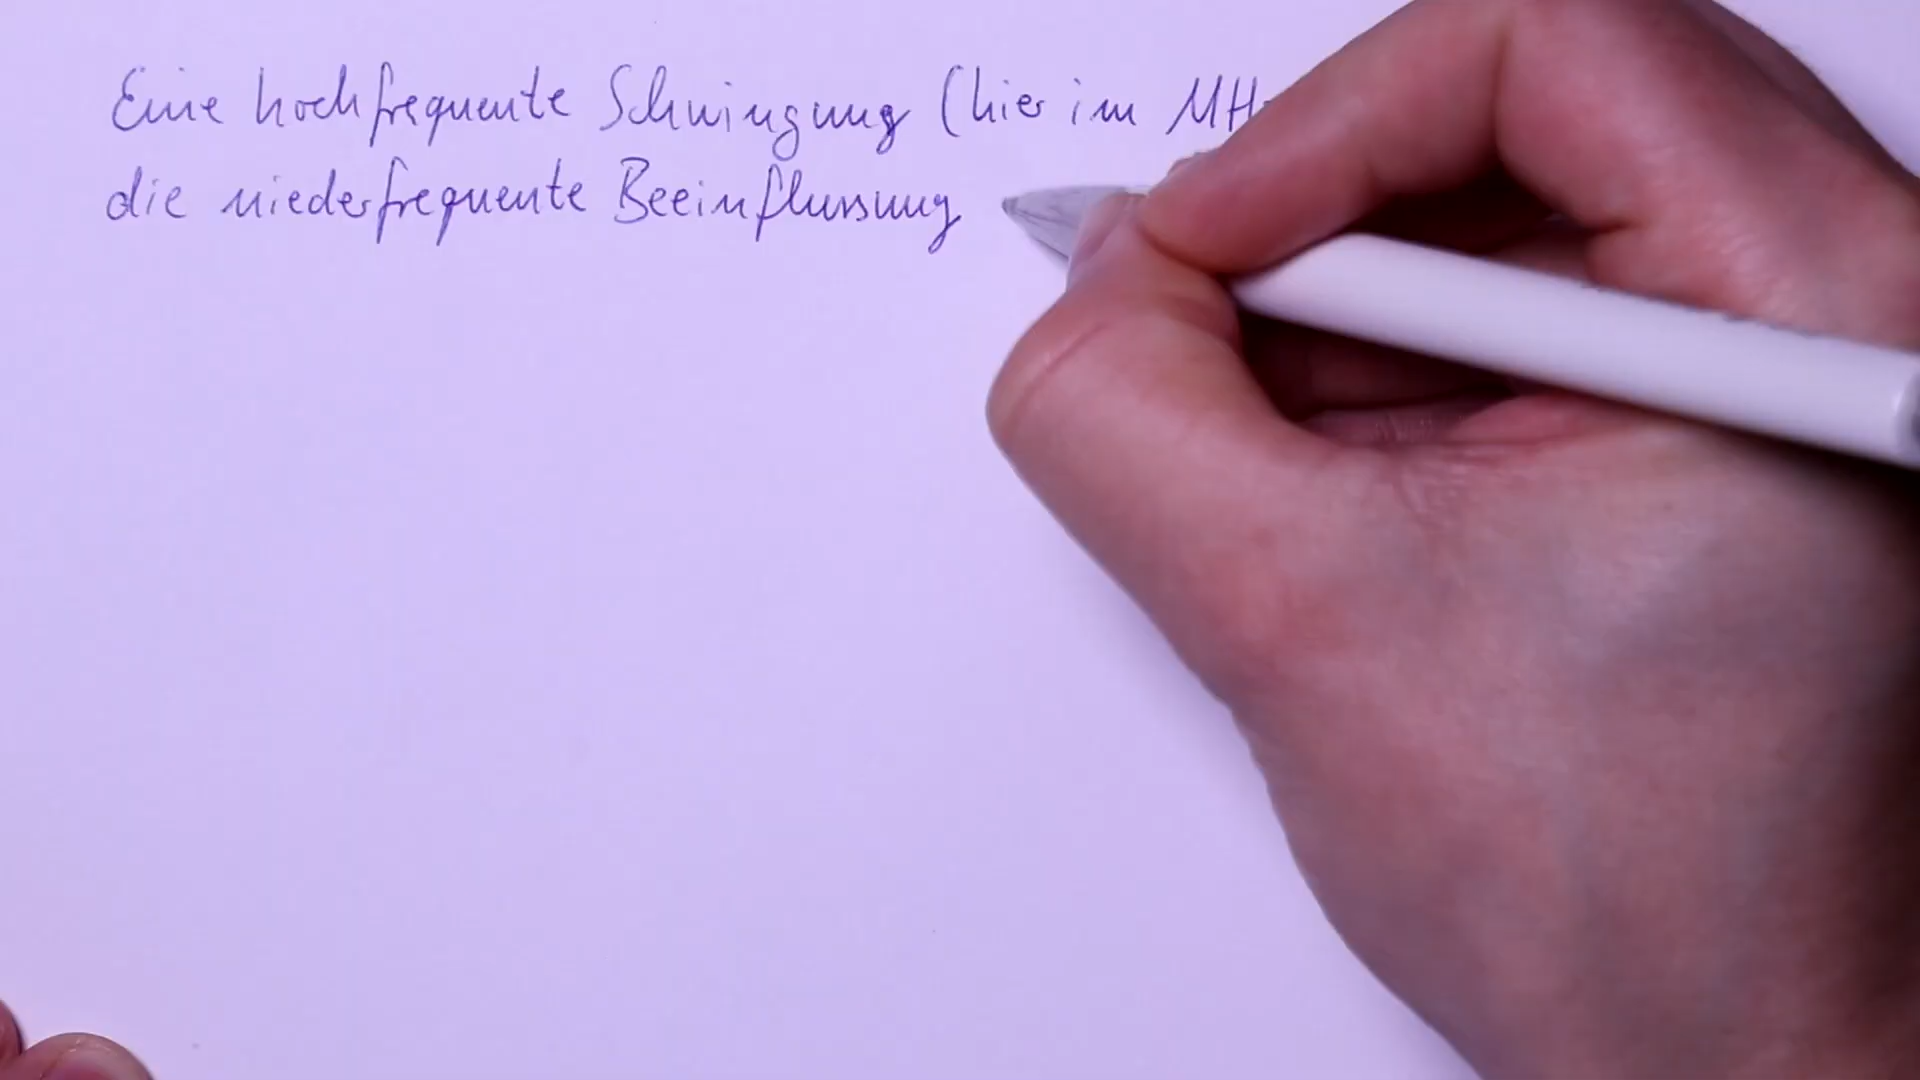 Eine hochfrequente Schwingung (hier im MH
die niederfrequente Beeinflussung